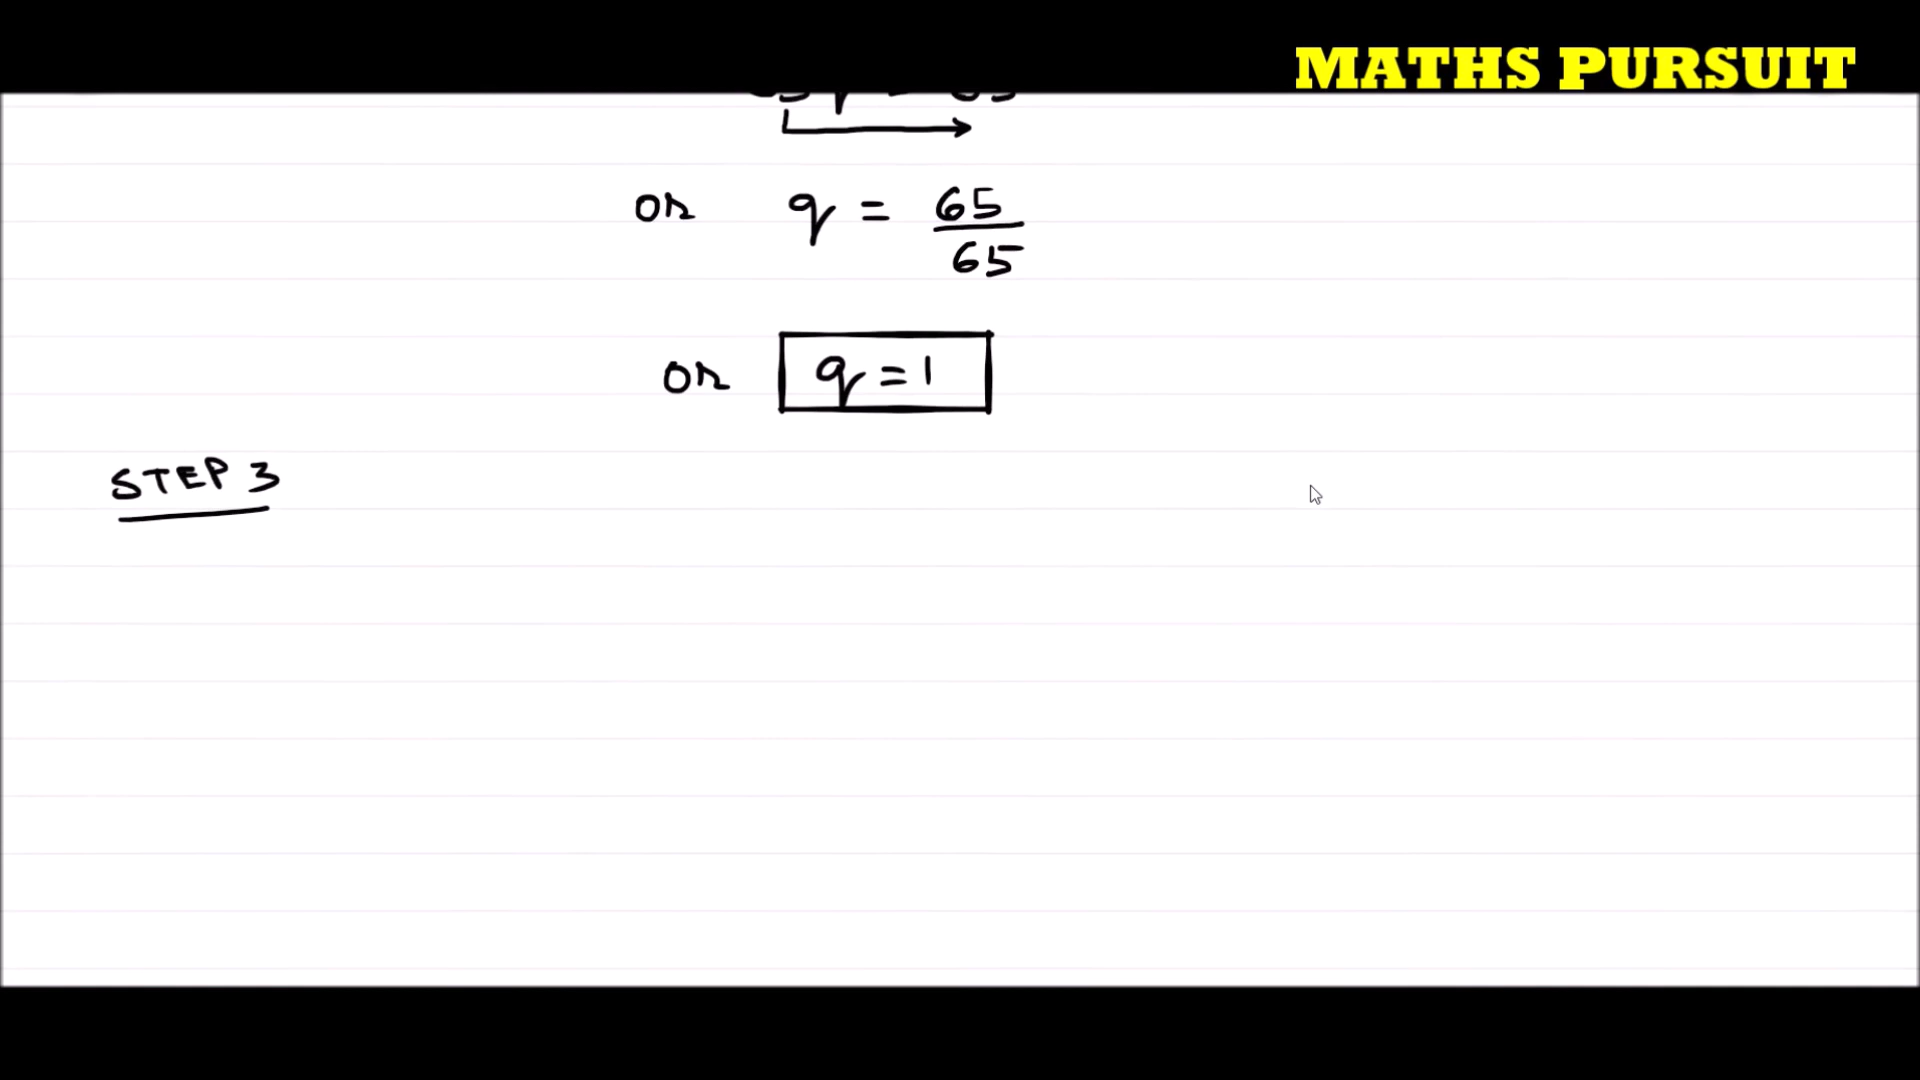 MATHS PURSUIT
or q = 65/65
or q = 1
STEP 3